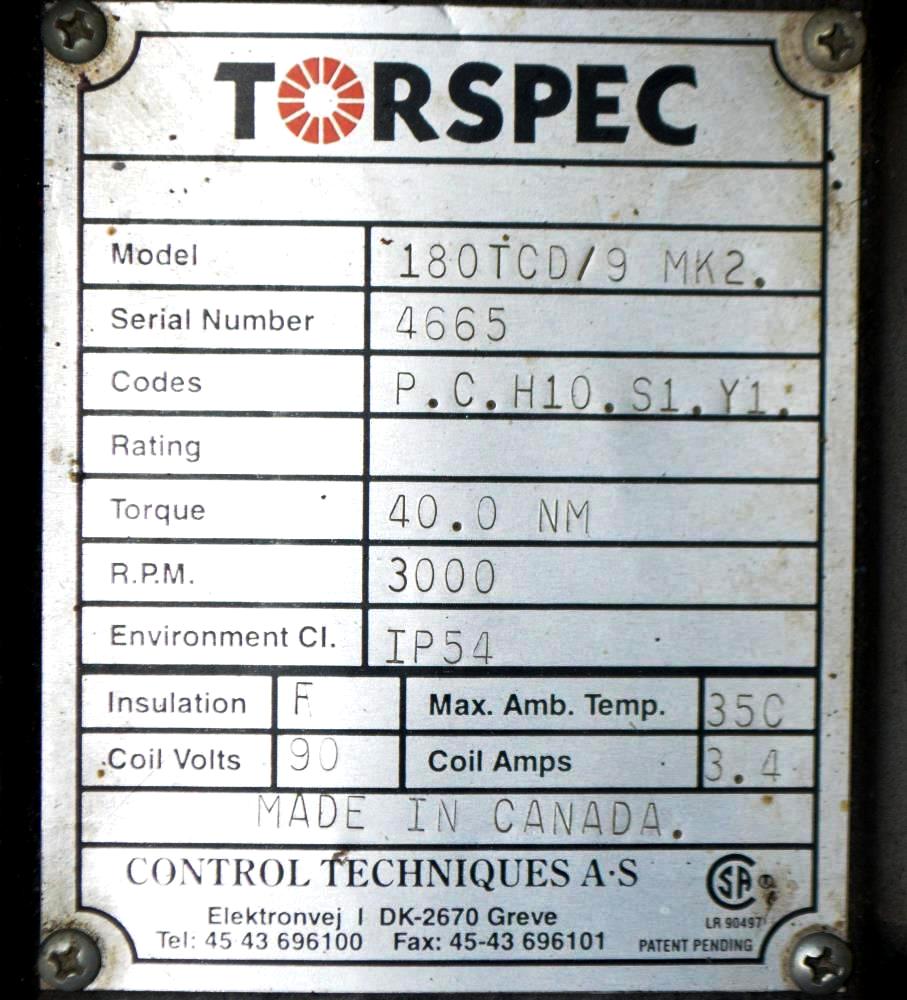 TORSPEC
Model 180TCD/9 MK2.
Serial Number 4665
Codes P.C.H10.S1.Y1.
Rating
Torque 40.0 NM
R.P.M. 3000
Environment Cl. IP54
Insulation F Max. Amb. Temp. 35C
Coil Volts 90 Coil Amps 3.4
MADE IN CANADA.
CONTROL TECHNIQUES A·S
Elektronvej 1 DK-2670 Greve
Tel: 45 43 696100 Fax: 45-43 696101
SA
LR 90497
PATENT PENDING